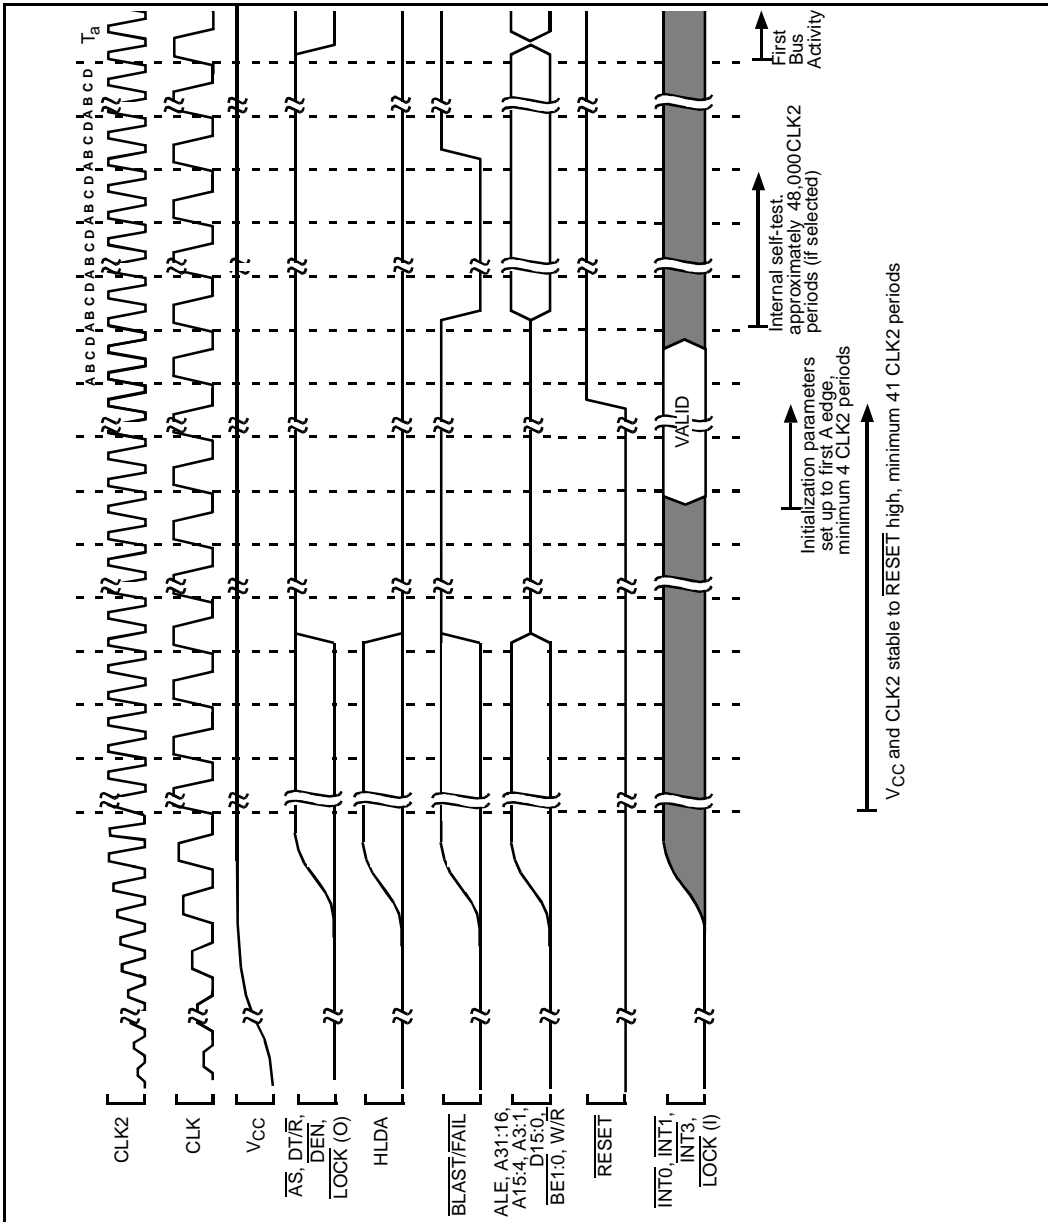 CLK2
CLK
VCC
AS, DT/R,
DEN,
LOCK (O)
HLDA
BLAST/FAIL
ALE, A31:16,
A15:4, A3:1,
D15:0,
BE1:0, W/R
RESET
INT0, INT1,
INT3,
LOCK (I)
A B C D A B C D A B C D A B C D A B C D A B C D
Ta
VALID
First
Bus
Activity
Internal self-test.
approximately 48,000CLK2
periods (if selected)
Initialization parameters
set up to first A edge,
minimum 4 CLK2 periods
VCC and CLK2 stable to RESET high, minimum 41 CLK2 periods